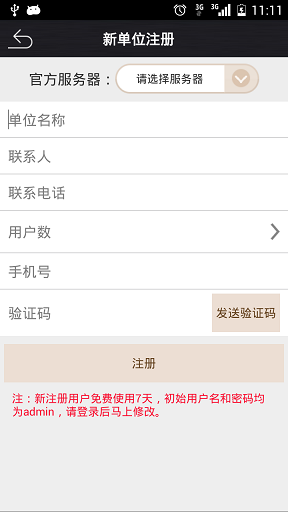 3G 3G 11:11
新单位注册
官方服务器： 请选择服务器
单位名称
联系人
联系电话
用户数
手机号
验证码 发送验证码
注册
注：新注册用户免费使用7天，初始用户名和密码均
为admin，请登录后马上修改。